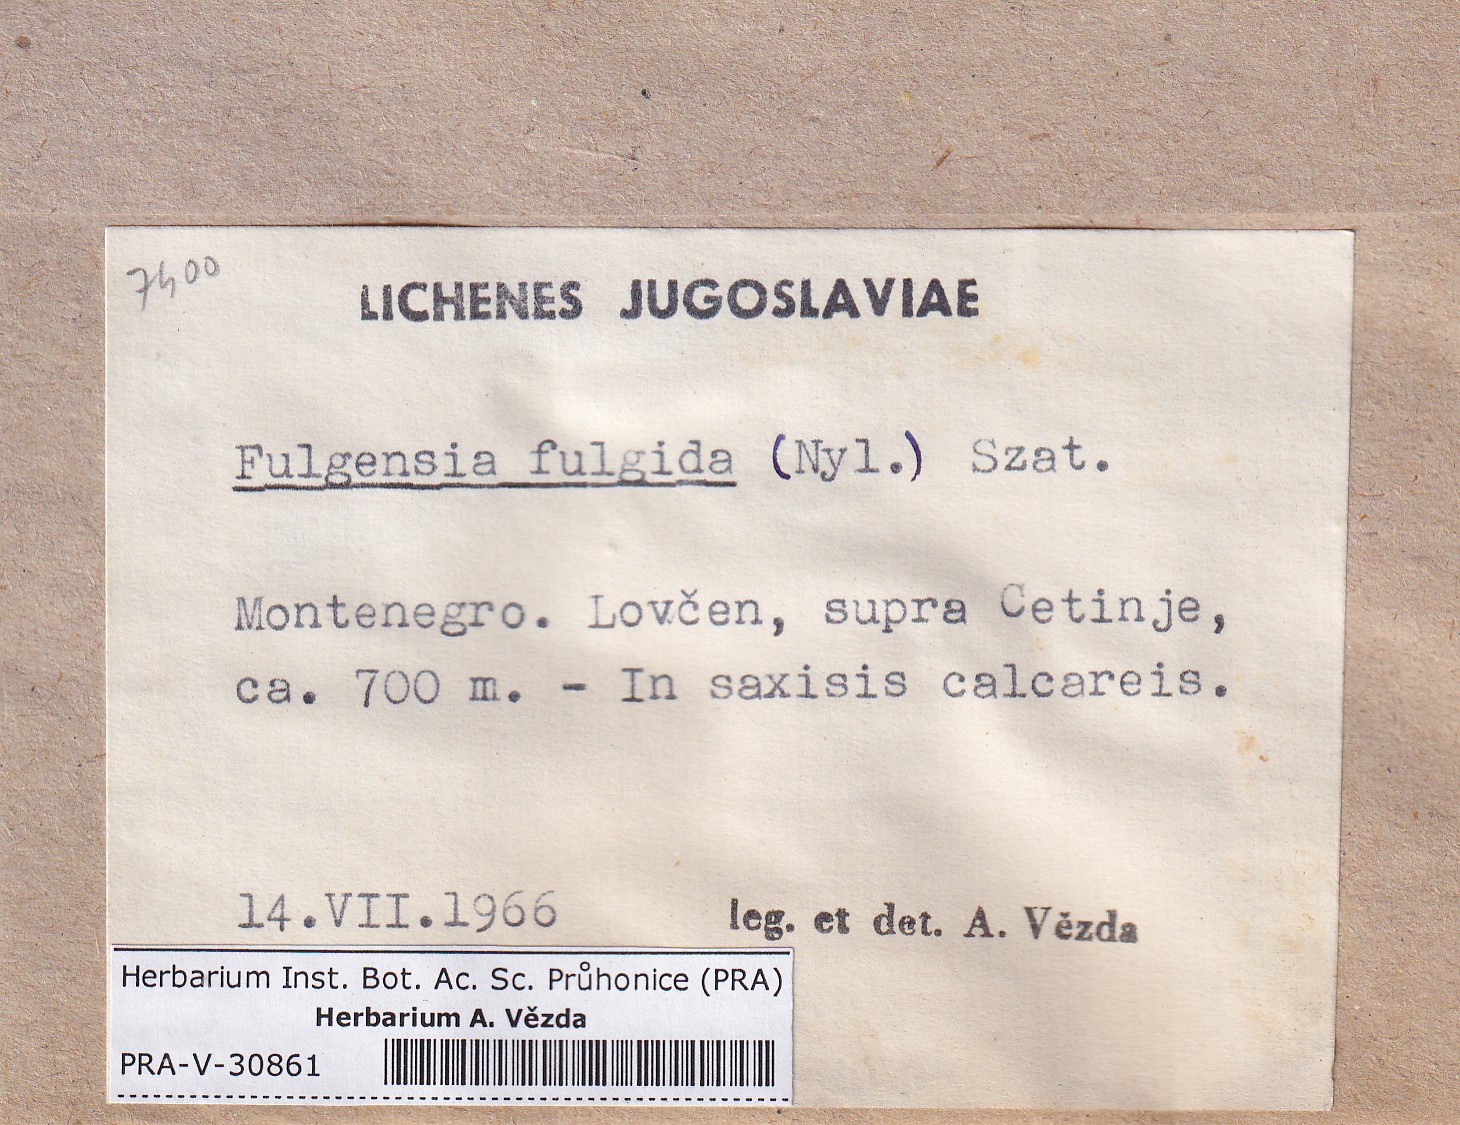 7400
LICHENES JUGOSLAVIAE
Fulgensia fulgida (Nyl.) Szat.
Montenegro. Lovčen, supra Cetinje,
ca. 700 m. - In saxisis calcareis.
14.VII.1966 leg. et det. A. Vězda
Herbarium Inst. Bot. Ac. Sc. Průhonice (PRA)
Herbarium A. Vězda
PRA-V-30861